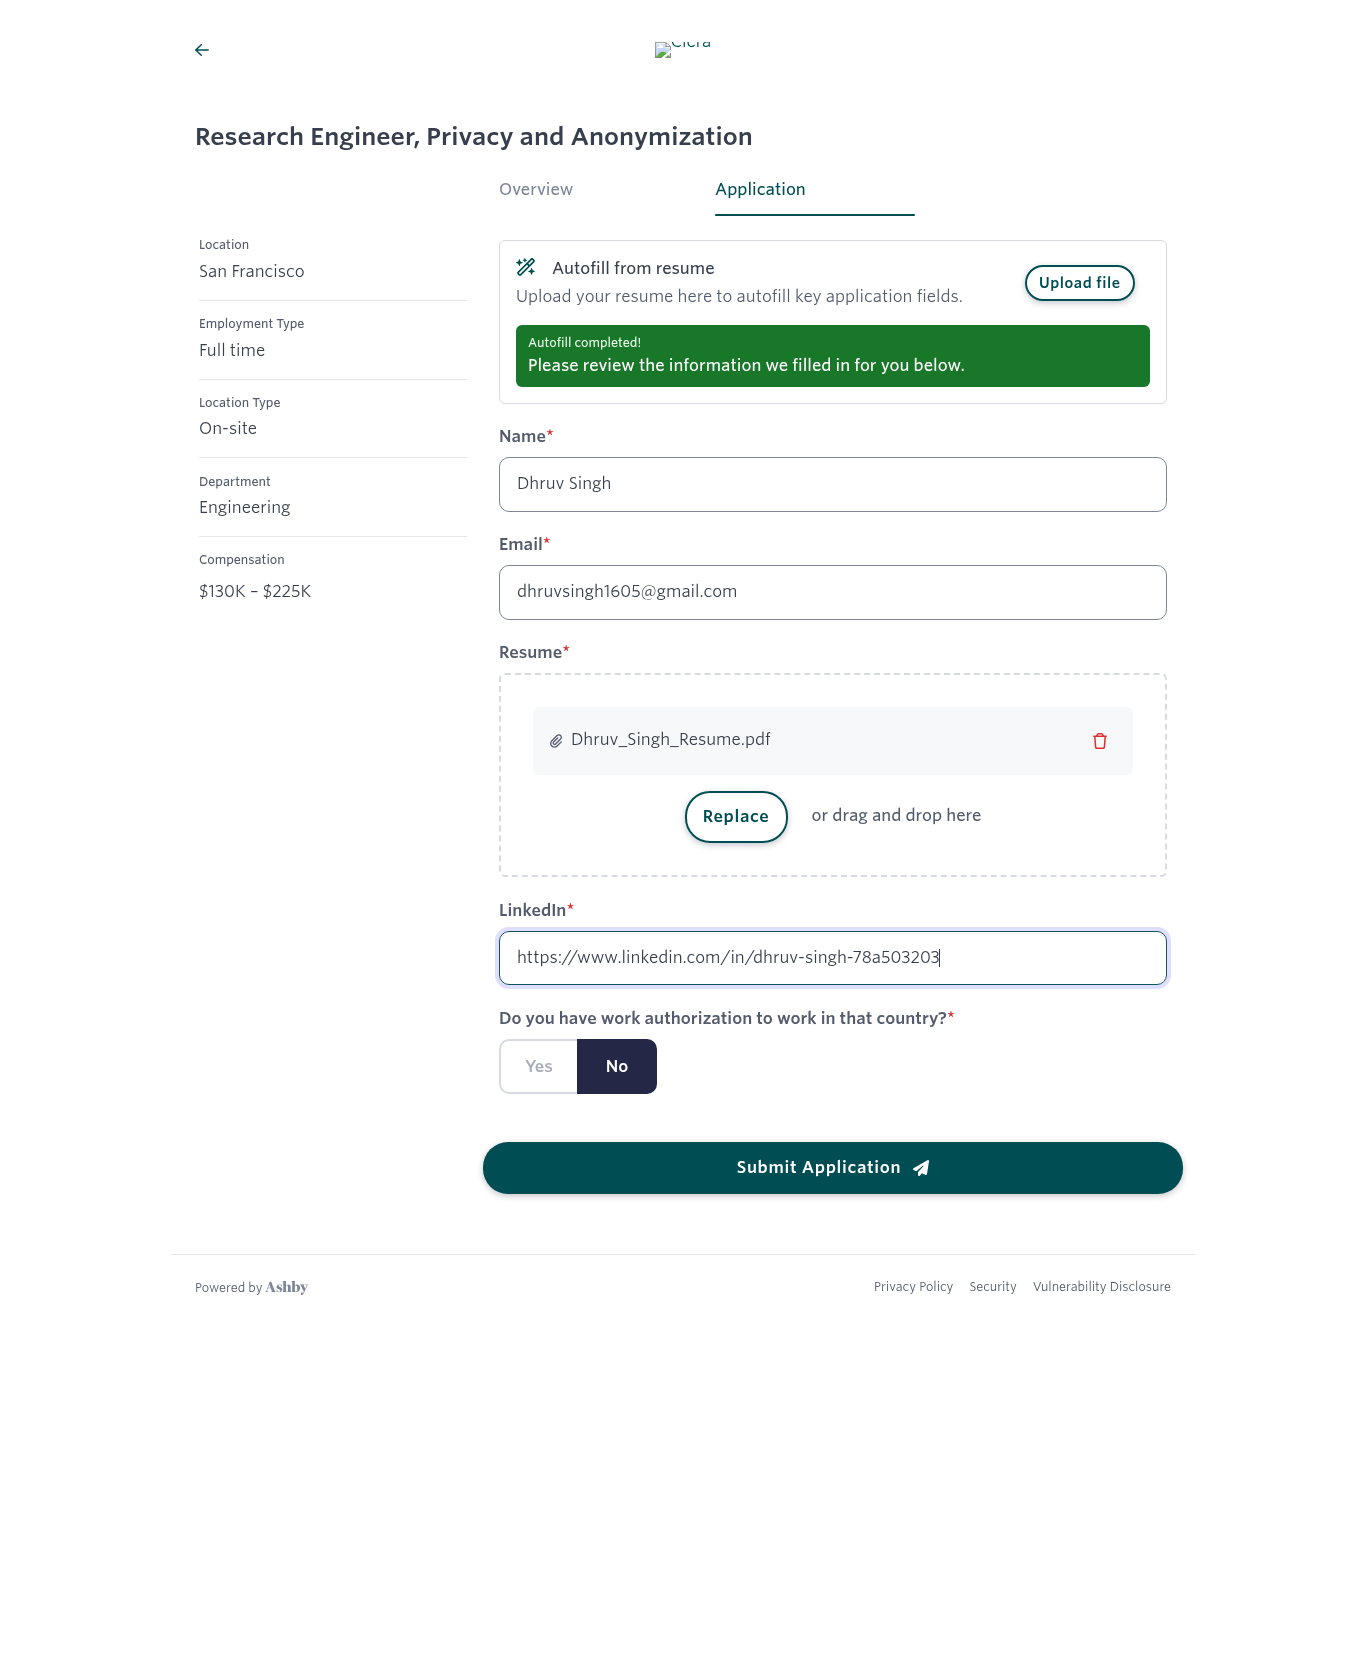 Research Engineer, Privacy and Anonymization
Overview
Application
Location
San Francisco
Employment Type
Full time
Location Type
On-site
Department
Engineering
Compensation
$130K – $225K
Autofill from resume
Upload your resume here to autofill key application fields.
Upload file
Autofill completed!
Please review the information we filled in for you below.
Name*
Dhruv Singh
Email*
dhruvsingh1605@gmail.com
Resume*
Dhruv_Singh_Resume.pdf
Replace
or drag and drop here
LinkedIn*
https://www.linkedin.com/in/dhruv-singh-78a503203
Do you have work authorization to work in that country?*
Yes
No
Submit Application
Powered by Ashby
Privacy Policy
Security
Vulnerability Disclosure